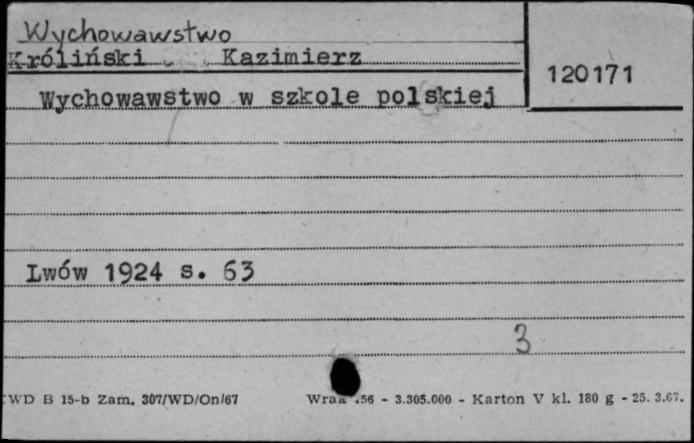 Wychowawstwo
Króliński Kazimierz
120171
Wychowawstwo w szkole polskiej
Lwów 1924 s. 63
3
WD B 15-b Zam. 307/WD/On/67 - 3.305.000 - Karton V kl. 180 g - 25. 3.67.